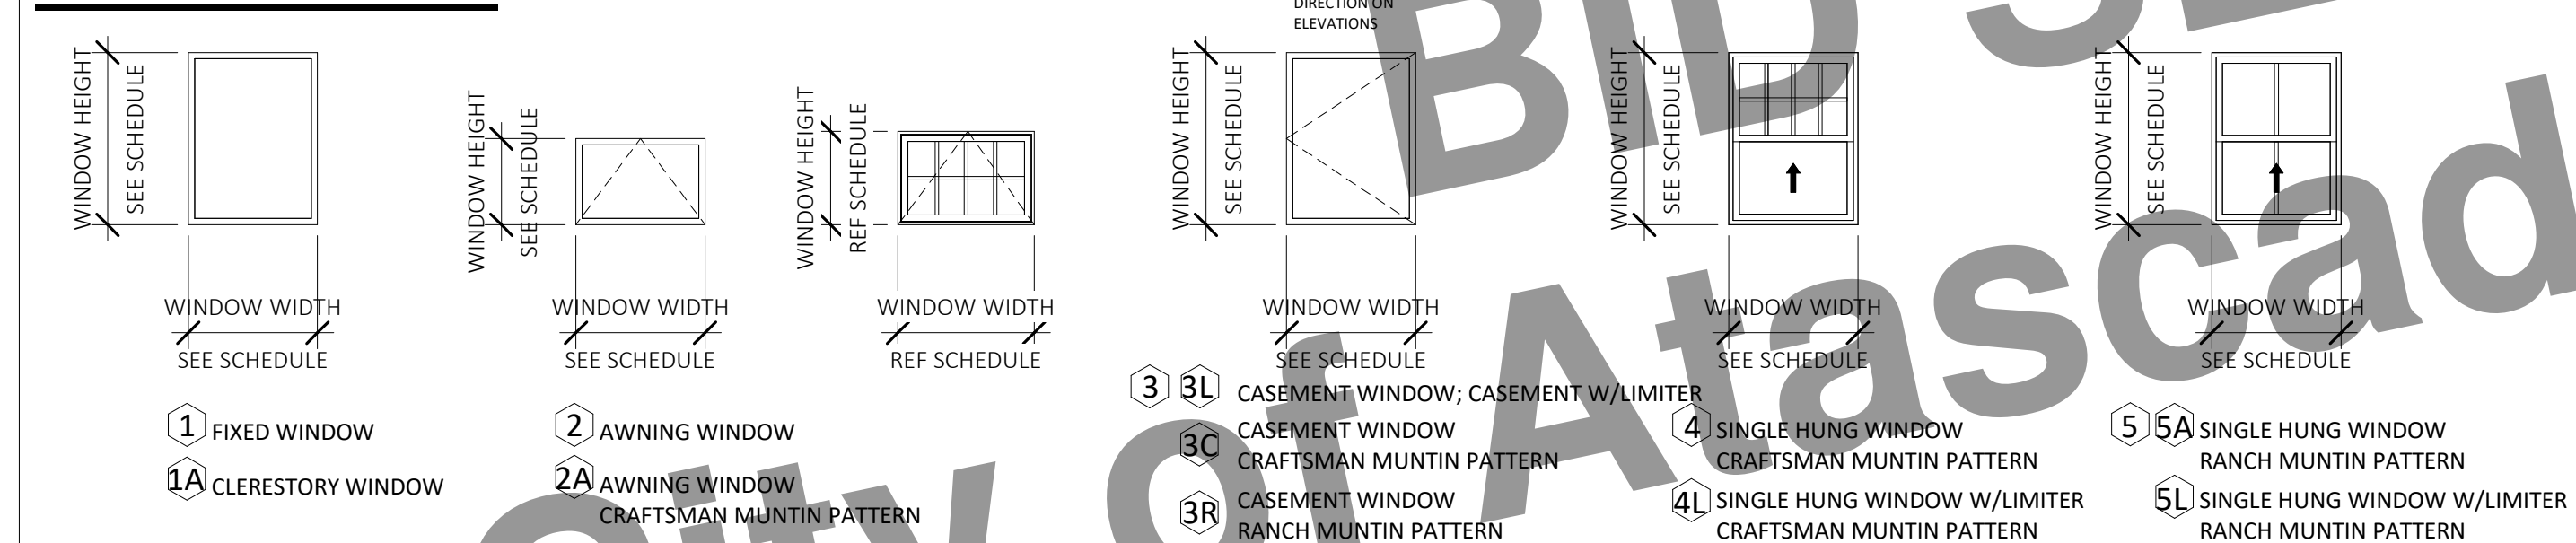 DIRECTION ON
ELEVATIONS
WINDOW HEIGHT
SEE SCHEDULE
WINDOW WIDTH
SEE SCHEDULE
1 FIXED WINDOW
1A CLERESTORY WINDOW
WINDOW HEIGHT
SEE SCHEDULE
WINDOW WIDTH
SEE SCHEDULE
2 AWNING WINDOW
2A AWNING WINDOW
CRAFTSMAN MUNTIN PATTERN
WINDOW HEIGHT
REF SCHEDULE
WINDOW WIDTH
REF SCHEDULE
WINDOW HEIGHT
SEE SCHEDULE
WINDOW WIDTH
SEE SCHEDULE
3 3L CASEMENT WINDOW; CASEMENT W/LIMITER
3C CASEMENT WINDOW
CRAFTSMAN MUNTIN PATTERN
3R CASEMENT WINDOW
RANCH MUNTIN PATTERN
WINDOW HEIGHT
SEE SCHEDULE
WINDOW WIDTH
SEE SCHEDULE
4 SINGLE HUNG WINDOW
CRAFTSMAN MUNTIN PATTERN
4L SINGLE HUNG WINDOW W/LIMITER
CRAFTSMAN MUNTIN PATTERN
WINDOW HEIGHT
SEE SCHEDULE
WINDOW WIDTH
SEE SCHEDULE
5 5A SINGLE HUNG WINDOW
RANCH MUNTIN PATTERN
5L SINGLE HUNG WINDOW W/LIMITER
RANCH MUNTIN PATTERN
BID
City of Atascad